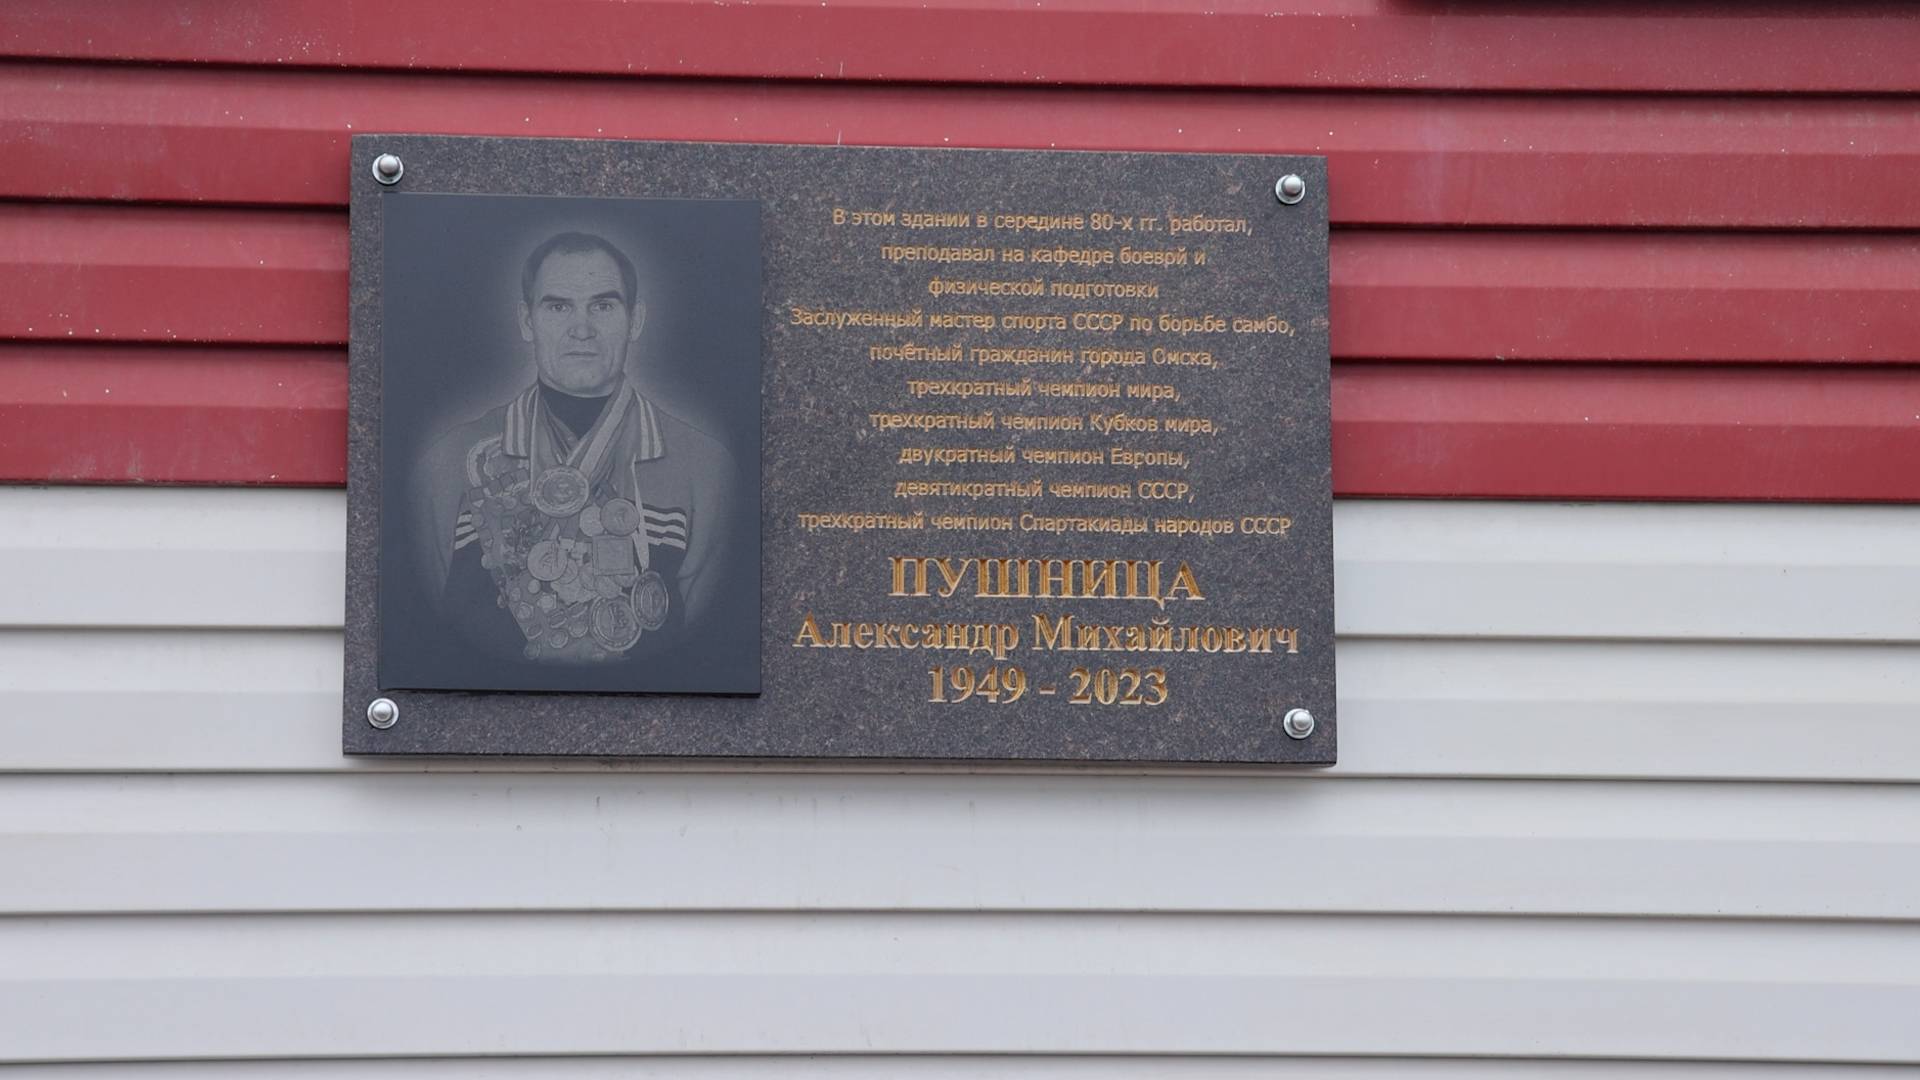 В этом здании в середине 80-х гг. работал,
преподавал на кафедре боевой и
физической подготовки
Заслуженный мастер спорта СССР по борьбе самбо,
почётный гражданин города Омска,
трехкратный чемпион мира,
трехкратный чемпион Кубков мира,
двукратный чемпион Европы,
девятикратный чемпион СССР,
трехкратный чемпион Спартакиады народов СССР
ПУШНИЦА
Александр Михайлович
1949 - 2023